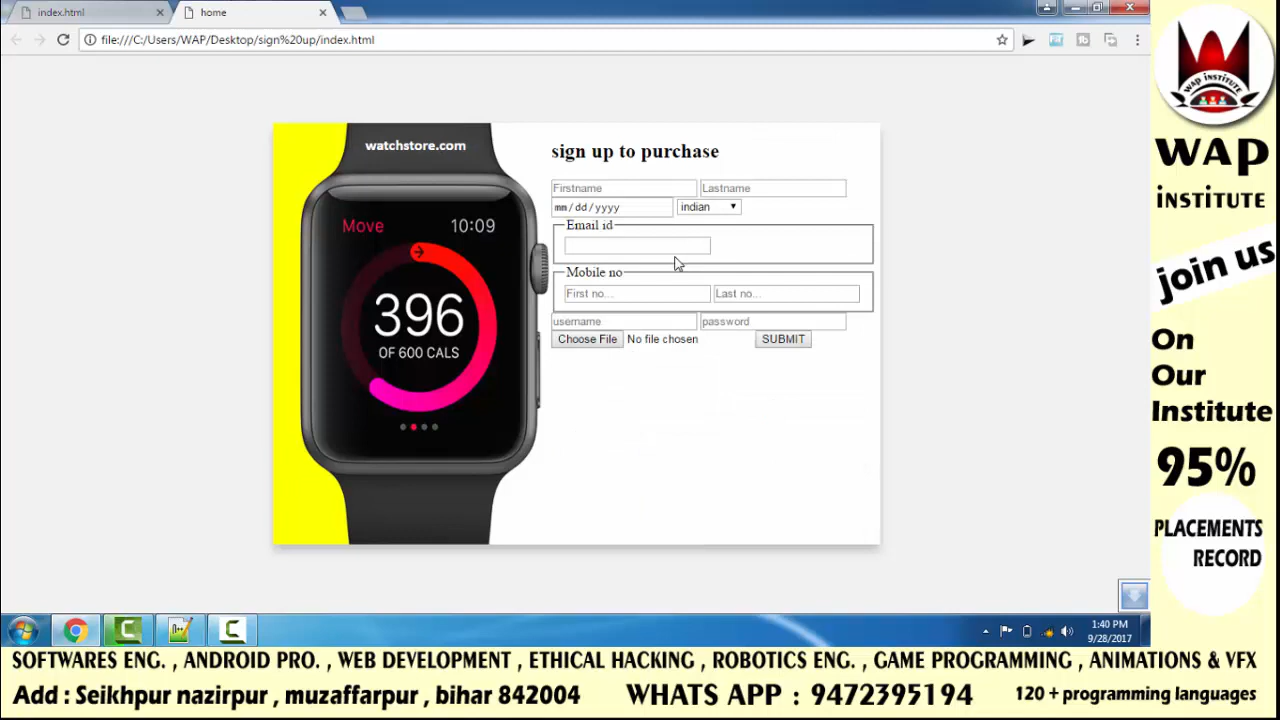 index.html
home
file:///C:/Users/WAP/Desktop/sign%20up/index.html
watchstore.com
Move 10:09
396
OF 600 CALS
sign up to purchase
Firstname Lastname
mm/dd/yyyy indian
Email id
Mobile no
First no... Last no...
username password
Choose File No file chosen SUBMIT
1:40 PM
9/28/2017
WAP INSTITUTE
WAP
INSTITUTE
join us
On
Our
Institute
95%
PLACEMENTS
RECORD
SOFTWARES ENG. , ANDROID PRO. , WEB DEVELOPMENT , ETHICAL HACKING , ROBOTICS ENG. , GAME PROGRAMMING , ANIMATIONS & VFX
Add : Seikhpur nazirpur , muzaffarpur , bihar 842004 WHATS APP : 9472395194 120 + programming languages